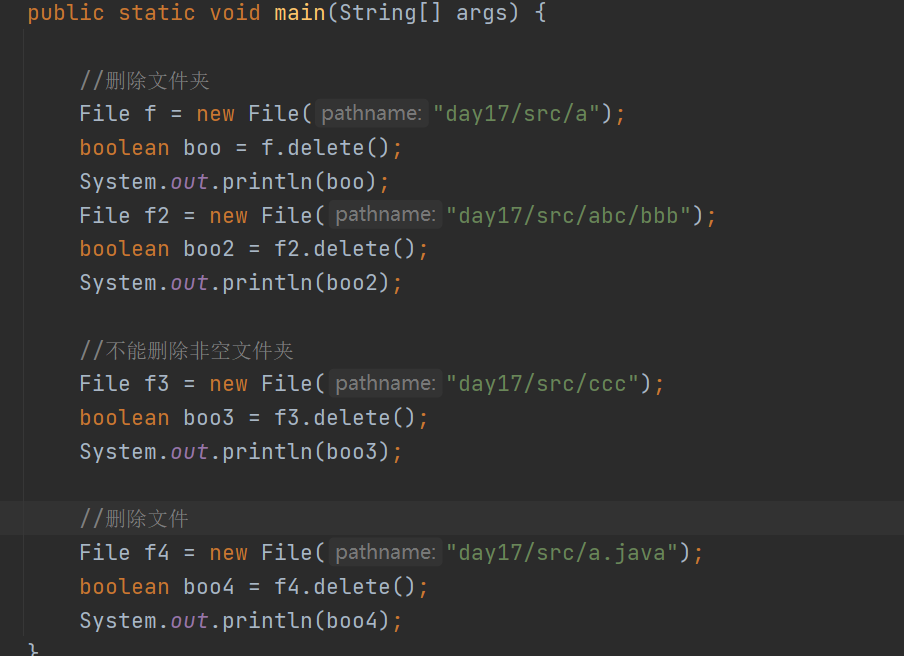 public static void main(String[] args) {
//删除文件夹
File f = new File( pathname: "day17/src/a");
boolean boo = f.delete();
System.out.println(boo);
File f2 = new File( pathname: "day17/src/abc/bbb");
boolean boo2 = f2.delete();
System.out.println(boo2);
//不能删除非空文件夹
File f3 = new File( pathname: "day17/src/ccc");
boolean boo3 = f3.delete();
System.out.println(boo3);
//删除文件
File f4 = new File( pathname: "day17/src/a.java");
boolean boo4 = f4.delete();
System.out.println(boo4);
}